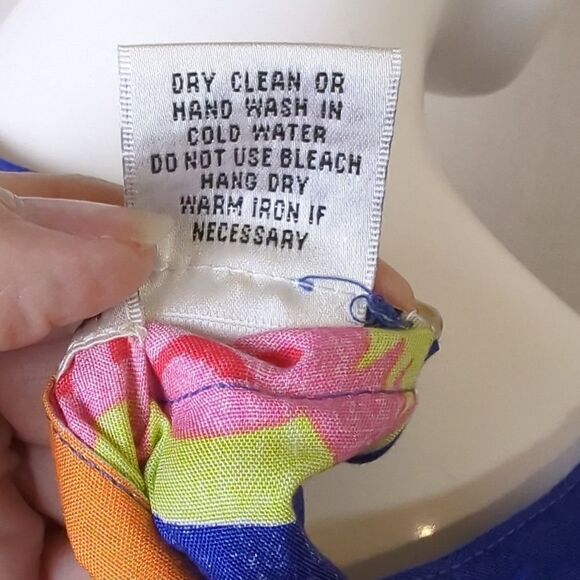 DRY CLEAN OR
HAND WASH IN
COLD WATER
DO NOT USE BLEACH
HANG DRY
WARM IRON IF
NECESSARY